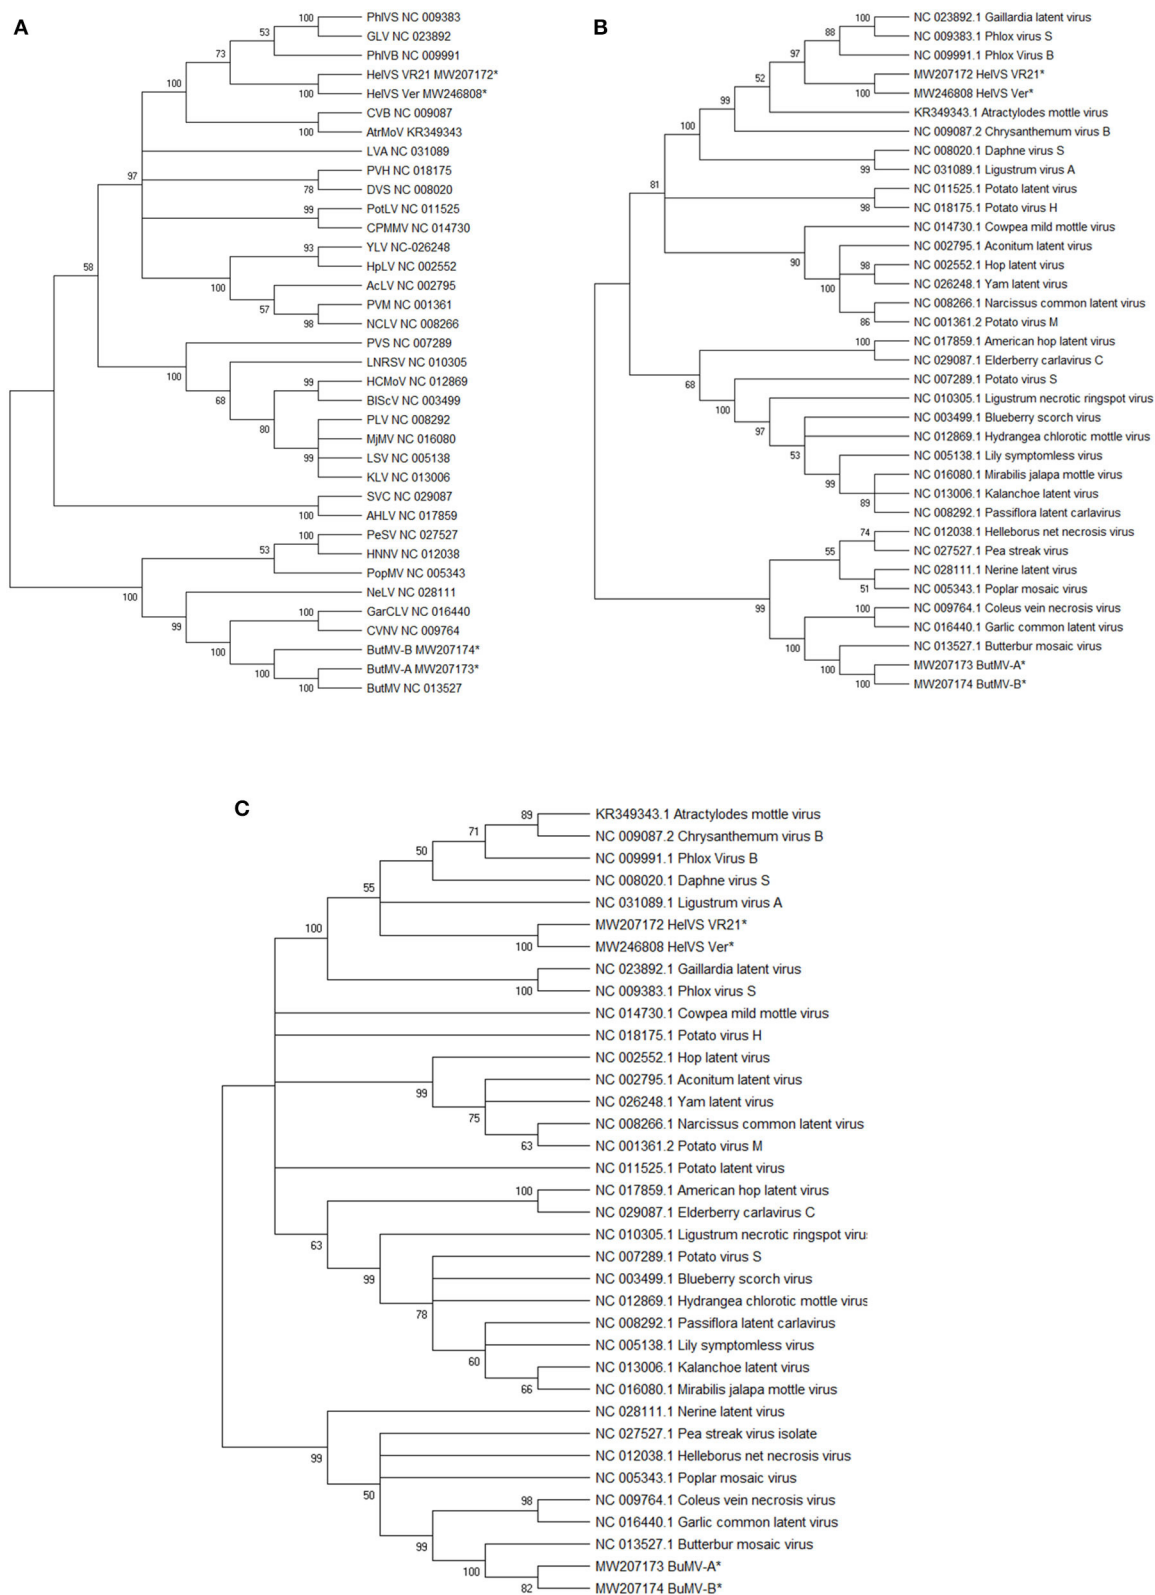 A
PhlVS NC 009383
GLV NC 023892
PhlVB NC 009991
HelVS VR21 MW207172*
HelVS Ver MW246808*
CVB NC 009087
AtrMoV KR349343
LVA NC 031089
PVH NC 018175
DVS NC 008020
PotLV NC 011525
CPMMV NC 014730
YLV NC-026248
HpLV NC 002552
AcLV NC 002795
PVM NC 001361
NCLV NC 008266
PVS NC 007289
LNRSV NC 010305
HCMoV NC 012869
BlScV NC 003499
PLV NC 008292
MjMV NC 016080
LSV NC 005138
KLV NC 013006
SVC NC 029087
AHLV NC 017859
PeSV NC 027527
HNNV NC 012038
PopMV NC 005343
NeLV NC 028111
GarCLV NC 016440
CVNV NC 009764
ButMV-B MW207174*
ButMV-A MW207173*
ButMV NC 013527
100
53
73
100
100
100
97
78
99
93
100
57
98
58
100
68
99
80
99
100
100
53
100
99
100
100
100
100
B
NC 023892.1 Gaillardia latent virus
NC 009383.1 Phlox virus S
NC 009991.1 Phlox Virus B
MW207172 HelVS VR21*
MW246808 HelVS Ver*
KR349343.1 Atractylodes mottle virus
NC 009087.2 Chrysanthemum virus B
NC 008020.1 Daphne virus S
NC 031089.1 Ligustrum virus A
NC 011525.1 Potato latent virus
NC 018175.1 Potato virus H
NC 014730.1 Cowpea mild mottle virus
NC 002795.1 Aconitum latent virus
NC 002552.1 Hop latent virus
NC 026248.1 Yam latent virus
NC 008266.1 Narcissus common latent virus
NC 001361.2 Potato virus M
NC 017859.1 American hop latent virus
NC 029087.1 Elderberry carlavirus C
NC 007289.1 Potato virus S
NC 010305.1 Ligustrum necrotic ringspot virus
NC 003499.1 Blueberry scorch virus
NC 012869.1 Hydrangea chlorotic mottle virus
NC 005138.1 Lily symptomless virus
NC 016080.1 Mirabilis jalapa mottle virus
NC 013006.1 Kalanchoe latent virus
NC 008292.1 Passiflora latent carlavirus
NC 012038.1 Helleborus net necrosis virus
NC 027527.1 Pea streak virus
NC 028111.1 Nerine latent virus
NC 005343.1 Poplar mosaic virus
NC 009764.1 Coleus vein necrosis virus
NC 016440.1 Garlic common latent virus
NC 013527.1 Butterbur mosaic virus
MW207173 ButMV-A*
MW207174 ButMV-B*
100
88
97
100
52
99
100
99
81
98
90
98
100
86
100
68
100
97
53
99
89
74
55
51
99
100
100
100
100
C
KR349343.1 Atractylodes mottle virus
NC 009087.2 Chrysanthemum virus B
NC 009991.1 Phlox Virus B
NC 008020.1 Daphne virus S
NC 031089.1 Ligustrum virus A
MW207172 HelVS VR21*
MW246808 HelVS Ver*
NC 023892.1 Gaillardia latent virus
NC 009383.1 Phlox virus S
NC 014730.1 Cowpea mild mottle virus
NC 018175.1 Potato virus H
NC 002552.1 Hop latent virus
NC 002795.1 Aconitum latent virus
NC 026248.1 Yam latent virus
NC 008266.1 Narcissus common latent virus
NC 001361.2 Potato virus M
NC 011525.1 Potato latent virus
NC 017859.1 American hop latent virus
NC 029087.1 Elderberry carlavirus C
NC 010305.1 Ligustrum necrotic ringspot viru
NC 007289.1 Potato virus S
NC 003499.1 Blueberry scorch virus
NC 012869.1 Hydrangea chlorotic mottle virus
NC 008292.1 Passiflora latent carlavirus
NC 005138.1 Lily symptomless virus
NC 013006.1 Kalanchoe latent virus
NC 016080.1 Mirabilis jalapa mottle virus
NC 028111.1 Nerine latent virus
NC 027527.1 Pea streak virus isolate
NC 012038.1 Helleborus net necrosis virus
NC 005343.1 Poplar mosaic virus
NC 009764.1 Coleus vein necrosis virus
NC 016440.1 Garlic common latent virus
NC 013527.1 Butterbur mosaic virus
MW207173 BuMV-A*
MW207174 BuMV-B*
89
71
50
55
100
100
100
99
75
63
100
63
99
78
60
66
99
50
98
99
100
82